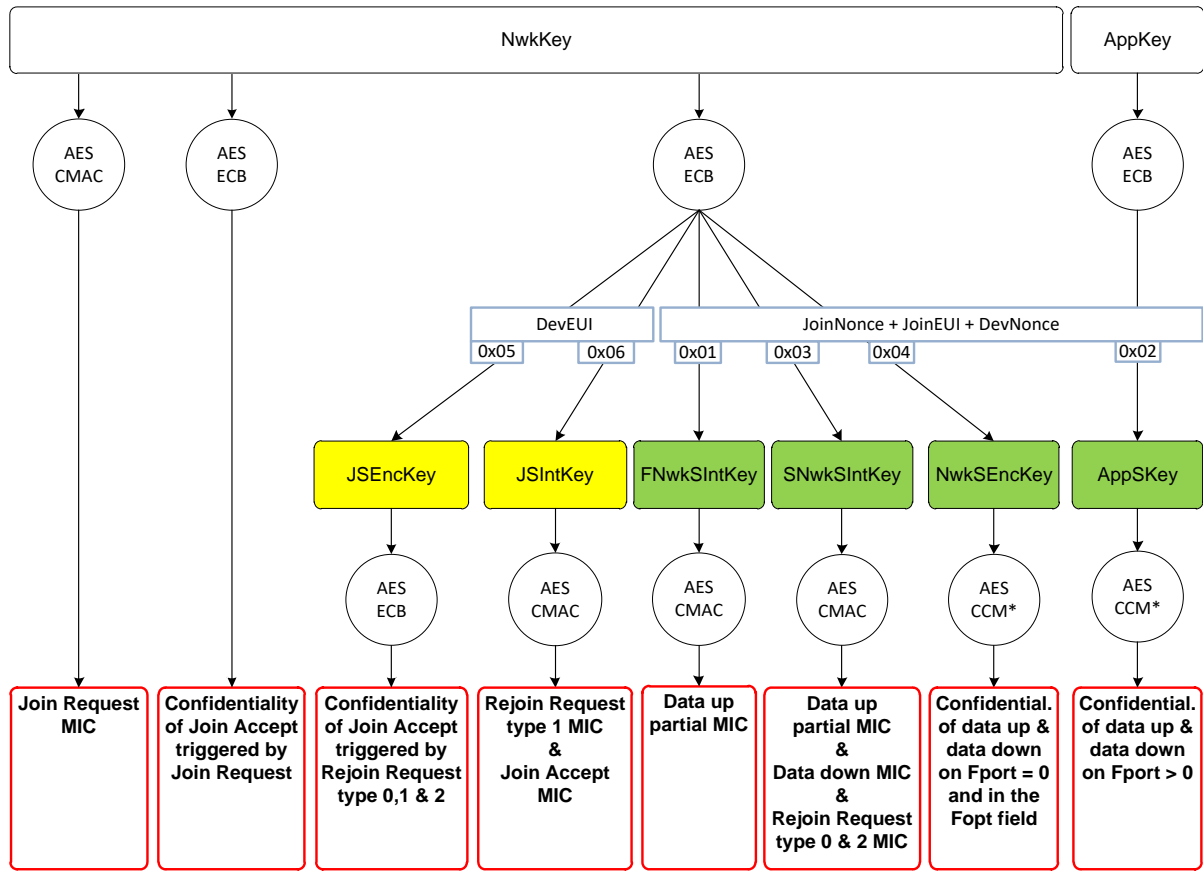 NwkKey
AppKey
AES
CMAC
AES
ECB
AES
ECB
AES
ECB
DevEUI
JoinNonce + JoinEUI + DevNonce
0x05
0x06
0x01
0x03
0x04
0x02
JSEncKey
JSIntKey
FNwkSIntKey
SNwkSIntKey
NwkSEncKey
AppSKey
AES
ECB
AES
CMAC
AES
CMAC
AES
CMAC
AES
CCM*
AES
CCM*
Join Request
MIC
Confidentiality
of Join Accept
triggered by
Join Request
Confidentiality
of Join Accept
triggered by
Rejoin Request
type 0,1 & 2
Rejoin Request
type 1 MIC
&
Join Accept
MIC
Data up
partial MIC
Data up
partial MIC
&
Data down MIC
&
Rejoin Request
type 0 & 2 MIC
Confidential.
of data up &
data down
on Fport = 0
and in the
Fopt field
Confidential.
of data up &
data down
on Fport > 0